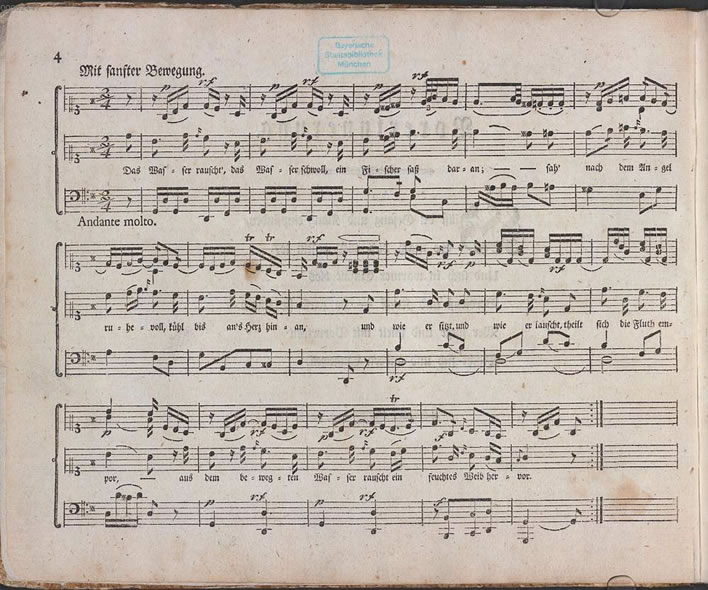 4
Bayerische
Staatsbibliothek
München
Mit sanfter Bewegung.
Das Waſ - ſer rauſcht', das Waſ - ſer ſchwoll, ein Fi - ſcher ſaß dar - an; — ſah' nach dem An - gel
Andante molto.
ru - he - voll, kühl bis an's Herz hin - an, und wie er ſitzt, und wie er lauſcht, theilt ſich die Fluth em-
por, — aus dem be - weg - ten Waſ - ſer rauſcht ein feuchtes Weib her - vor.